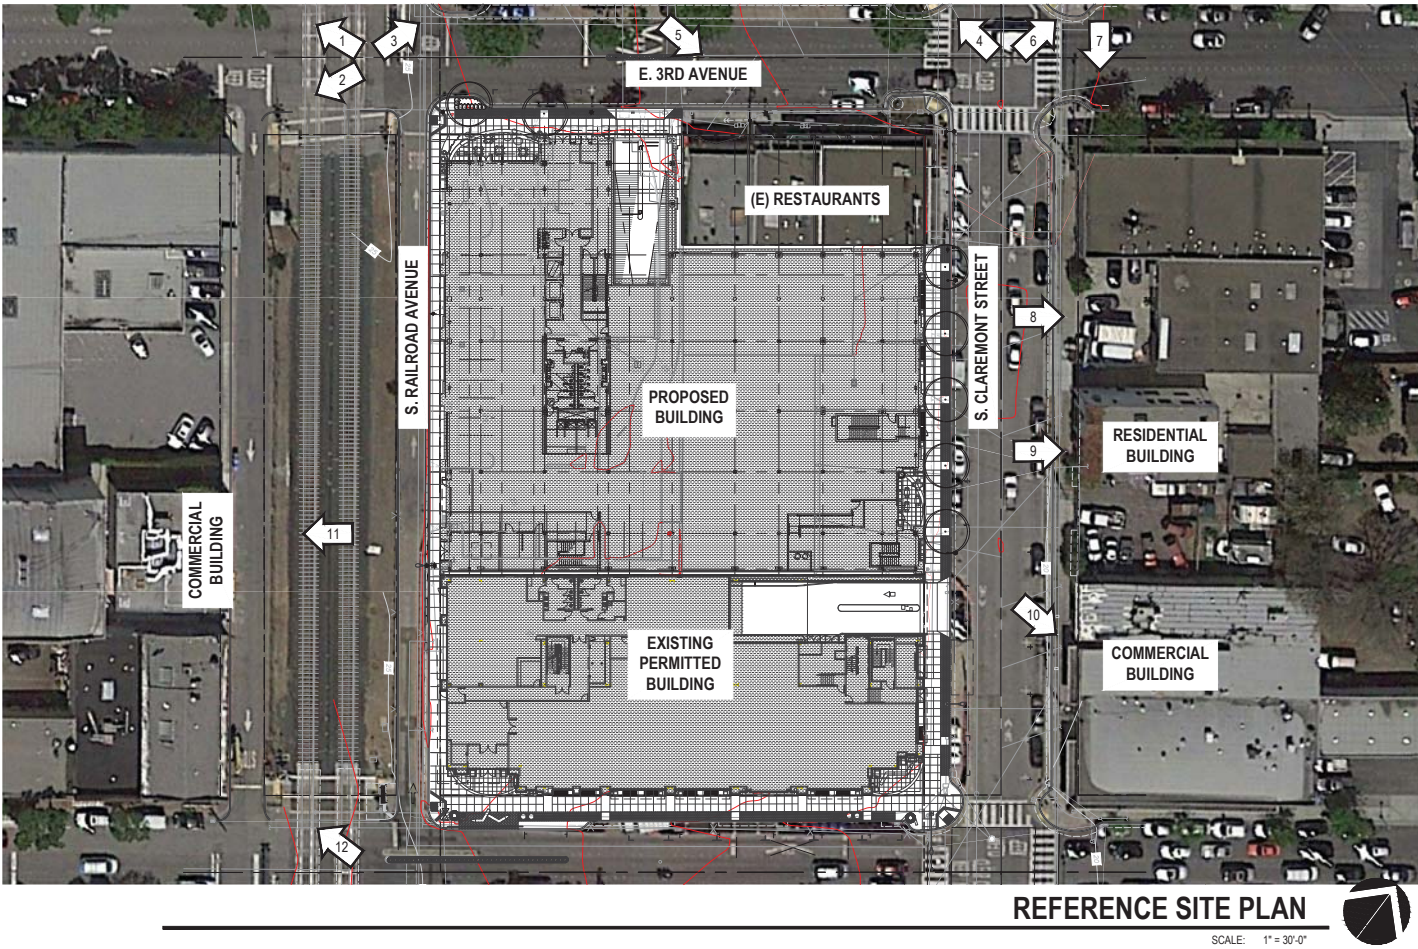 1
2
3
5
4
6
7
E. 3RD AVENUE
(E) RESTAURANTS
S. RAILROAD AVENUE
S. CLAREMONT STREET
8
PROPOSED
BUILDING
9
RESIDENTIAL
BUILDING
11
COMMERCIAL
BUILDING
10
EXISTING
PERMITTED
BUILDING
COMMERCIAL
BUILDING
12
REFERENCE SITE PLAN
SCALE: 1" = 30'-0"